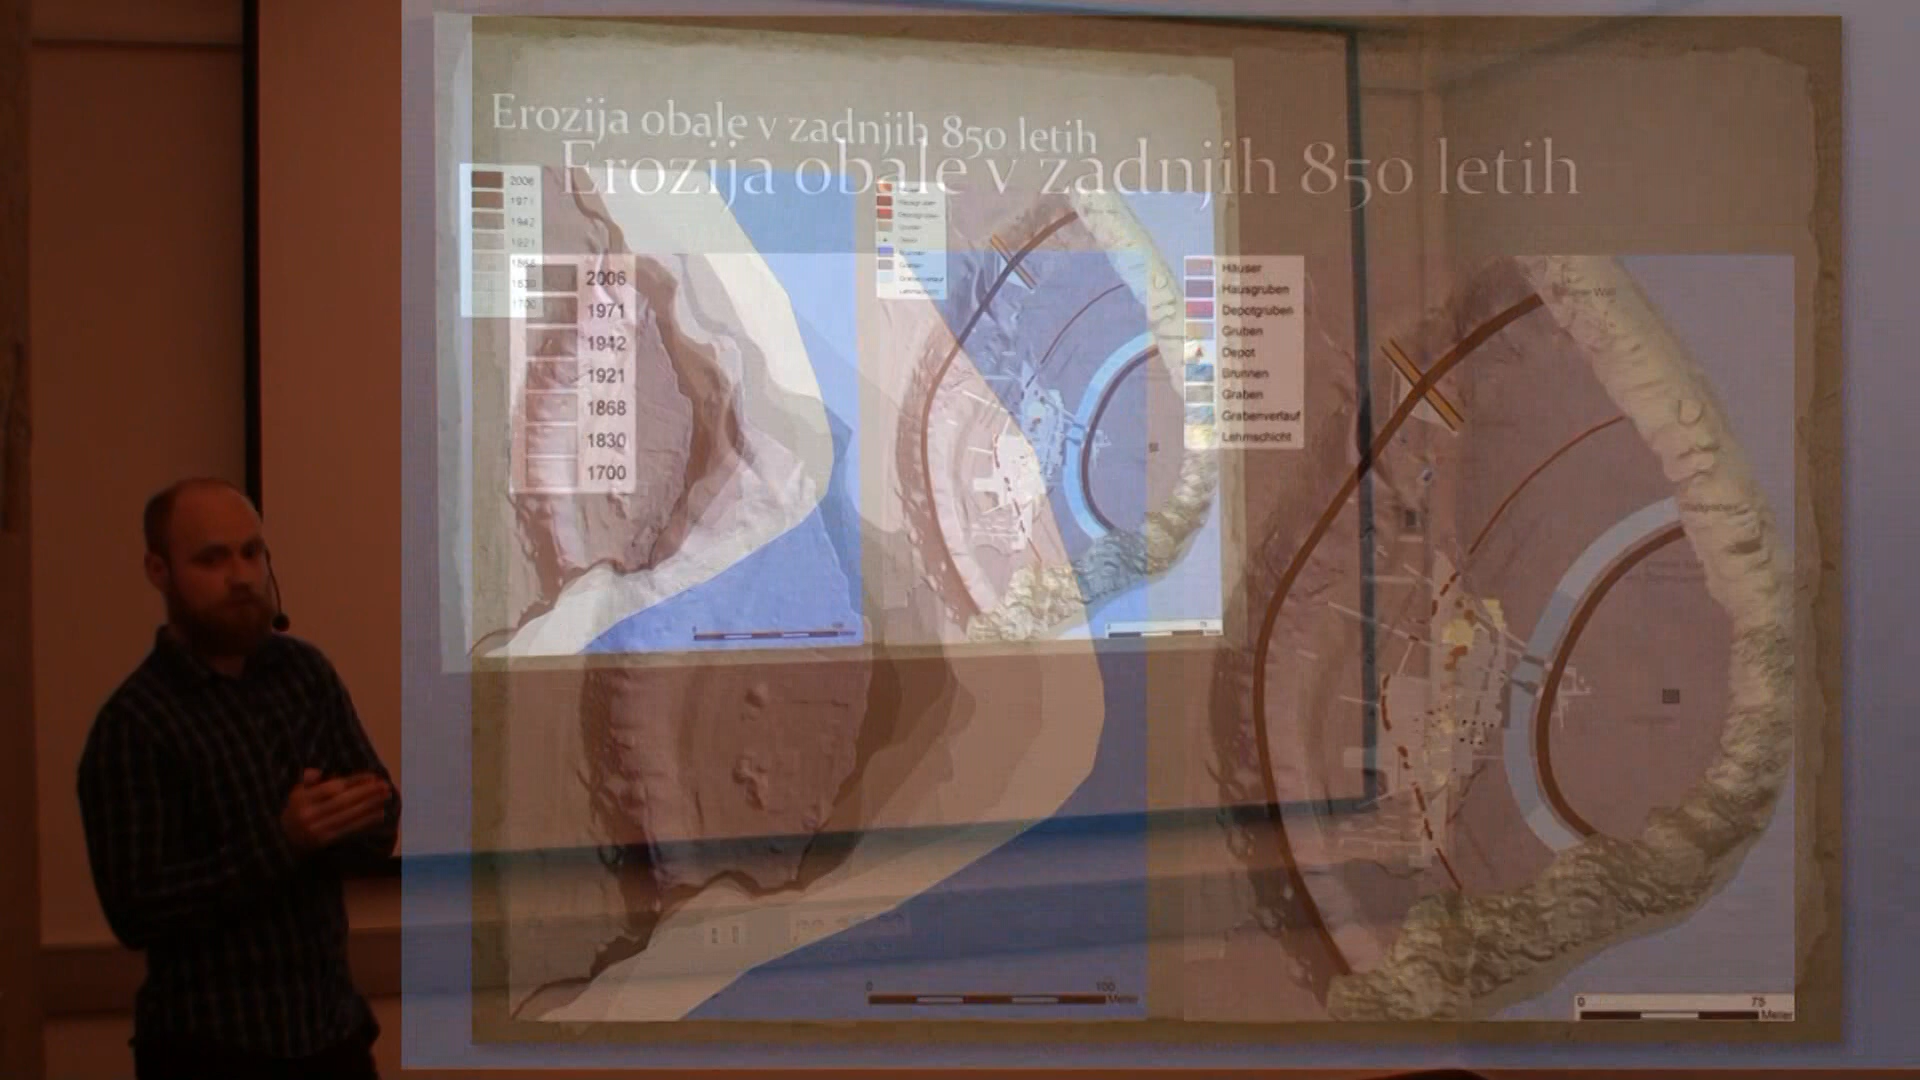 Erozija obale v zadnjih 850 letih
2006
1971
1942
1921
1868
1830
1700
Hausgruben
Depotgruben
Erozija obale v zadnjih 850 letih
2006
1971
1942
1921
1868
1830
1700
Häuser
Hausgruben
Depotgruben
Gruben
Depot
Brunnen
Graben
Grabenverlauf
Lehmschicht
0 100
Meter
0 75
Meter